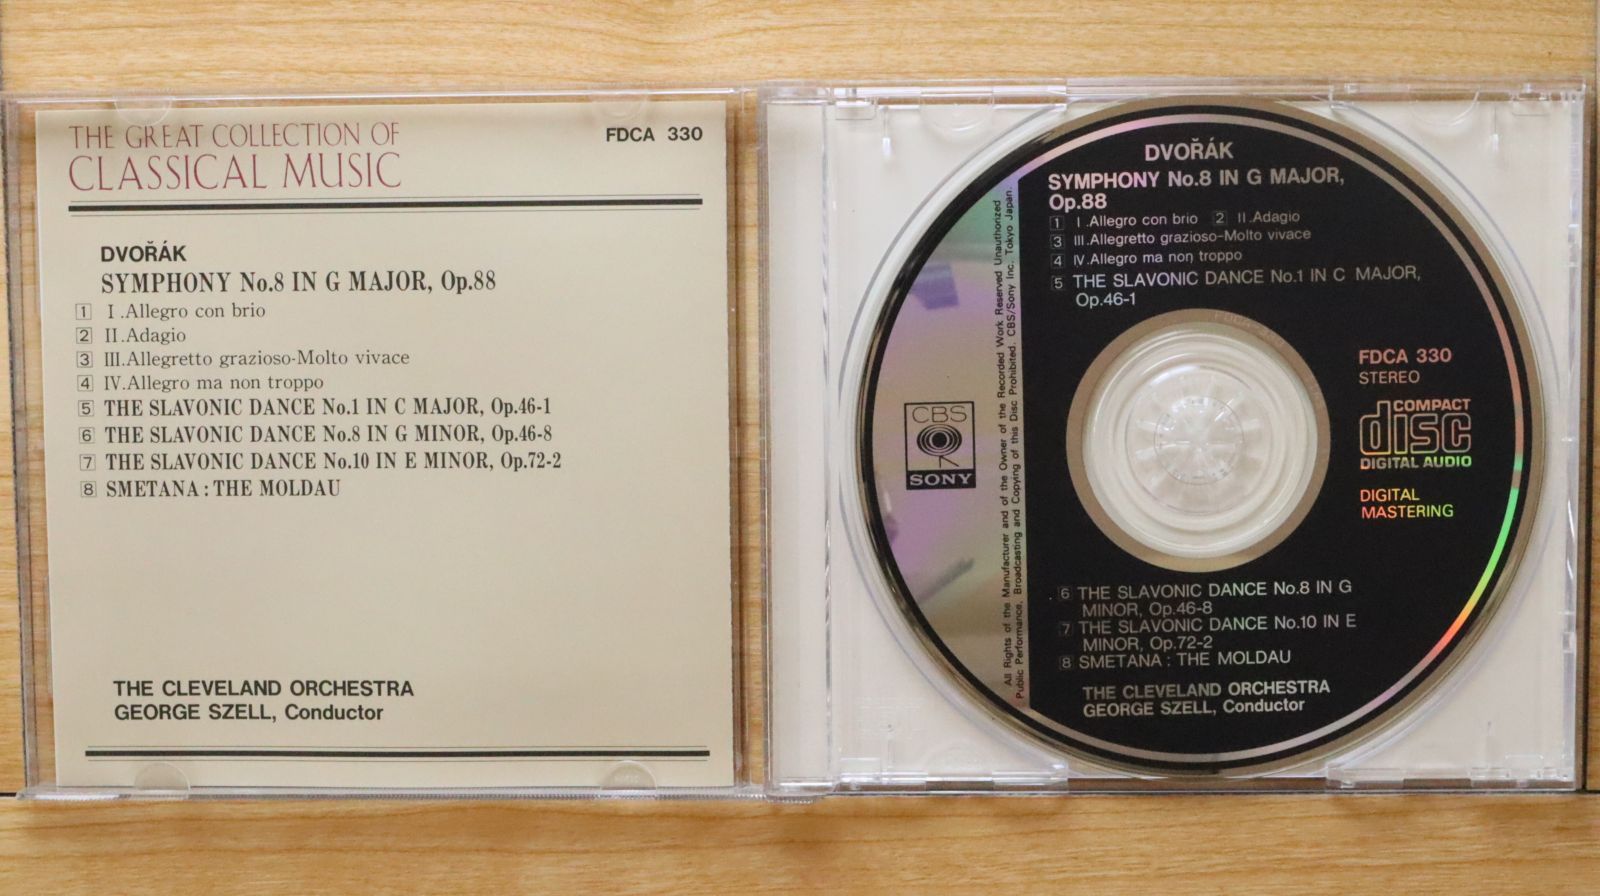 THE GREAT COLLECTION OF
CLASSICAL MUSIC
FDCA 330
DVOŘÁK
SYMPHONY No.8 IN G MAJOR, Op.88
1 I.Allegro con brio
2 II.Adagio
3 III.Allegretto grazioso-Molto vivace
4 IV.Allegro ma non troppo
5 THE SLAVONIC DANCE No.1 IN C MAJOR, Op.46-1
6 THE SLAVONIC DANCE No.8 IN G MINOR, Op.46-8
7 THE SLAVONIC DANCE No.10 IN E MINOR, Op.72-2
8 SMETANA : THE MOLDAU
THE CLEVELAND ORCHESTRA
GEORGE SZELL, Conductor
DVOŘÁK
SYMPHONY No.8 IN G MAJOR,
Op.88
1 I.Allegro con brio 2 II.Adagio
3 III.Allegretto grazioso-Molto vivace
4 IV.Allegro ma non troppo
5 THE SLAVONIC DANCE No.1 IN C MAJOR,
Op.46-1
FDCA 330
STEREO
COMPACT
disc
DIGITAL AUDIO
DIGITAL
MASTERING
CBS
SONY
All Rights of the Manufacturer and of the Owner of the Recorded Work Reserved Unauthorized
Public Performance, Broadcasting and Copying of this Disc Prohibited. CBS/Sony Inc. Tokyo Japan.
6 THE SLAVONIC DANCE No.8 IN G
MINOR, Op.46-8
7 THE SLAVONIC DANCE No.10 IN E
MINOR, Op.72-2
8 SMETANA : THE MOLDAU
THE CLEVELAND ORCHESTRA
GEORGE SZELL, Conductor